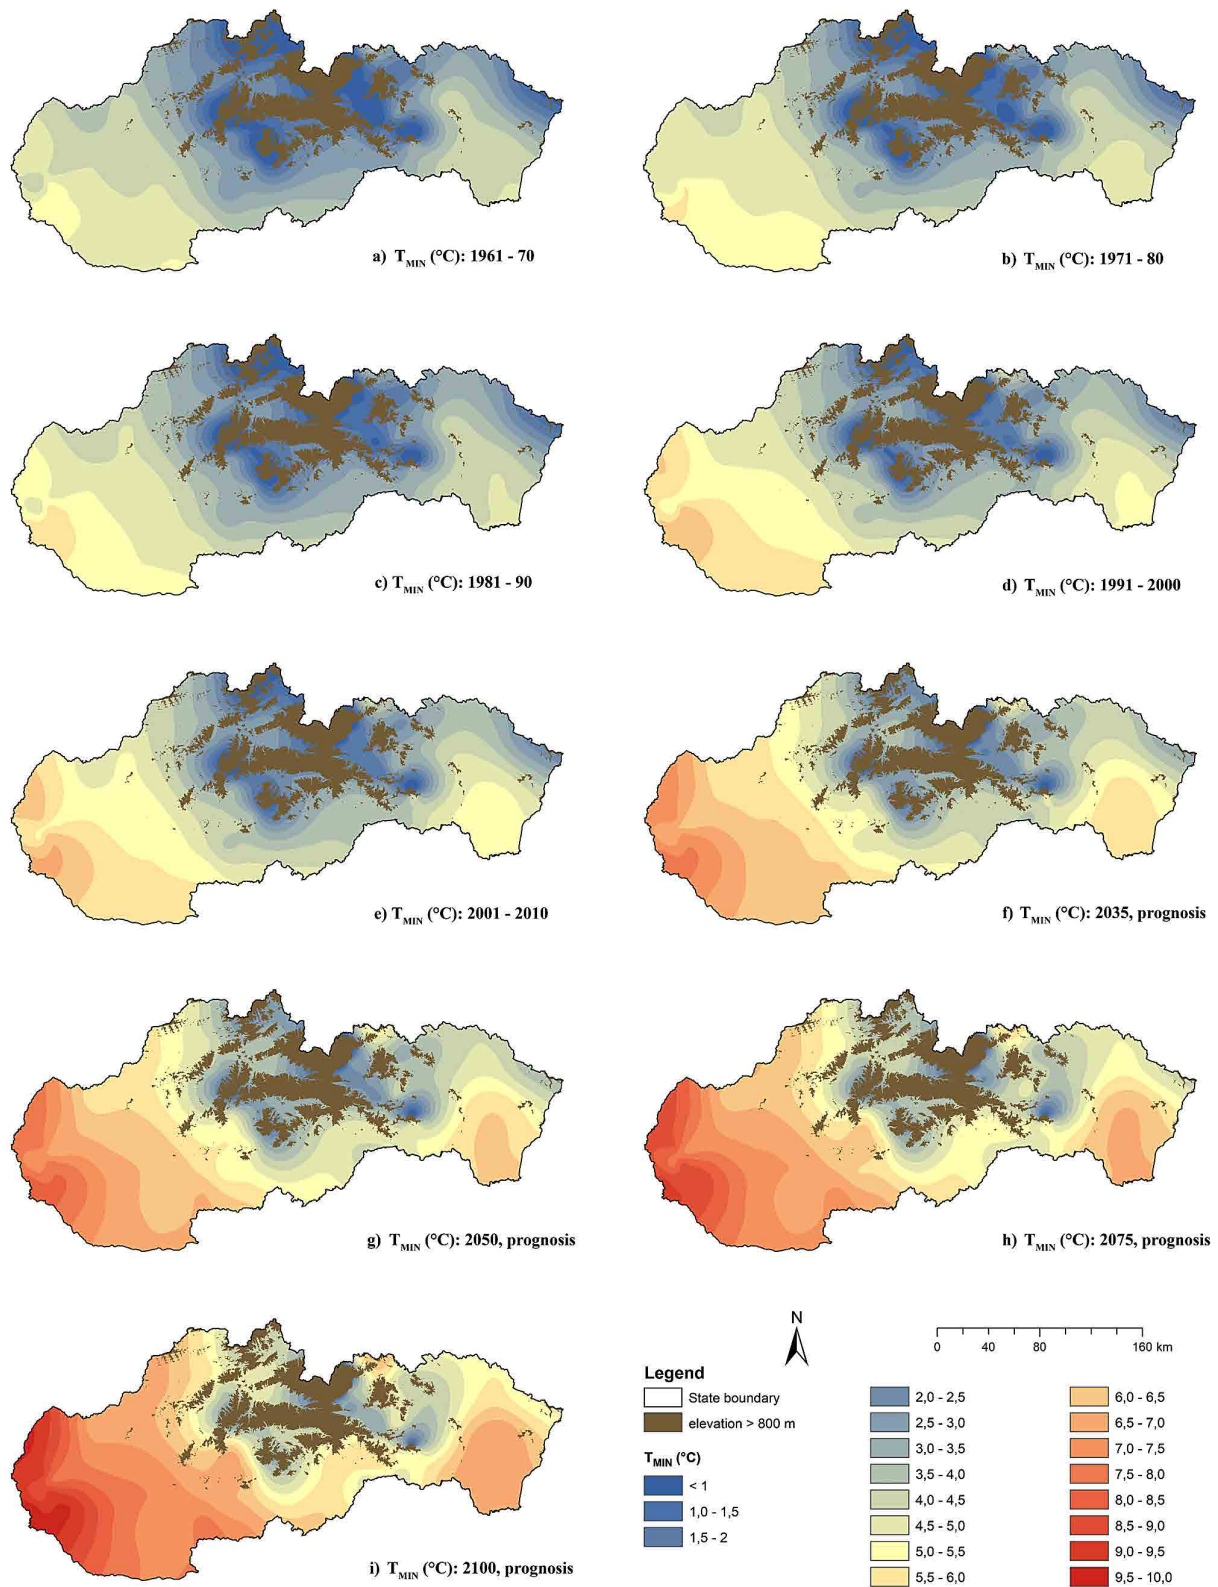 a) TMIN (°C): 1961 - 70
b) TMIN (°C): 1971 - 80
c) TMIN (°C): 1981 - 90
d) TMIN (°C): 1991 - 2000
e) TMIN (°C): 2001 - 2010
f) TMIN (°C): 2035, prognosis
g) TMIN (°C): 2050, prognosis
h) TMIN (°C): 2075, prognosis
i) TMIN (°C): 2100, prognosis
N
0 40 80 160 km
Legend
State boundary
elevation > 800 m
TMIN (°C)
< 1
1,0 - 1,5
1,5 - 2
2,0 - 2,5
2,5 - 3,0
3,0 - 3,5
3,5 - 4,0
4,0 - 4,5
4,5 - 5,0
5,0 - 5,5
5,5 - 6,0
6,0 - 6,5
6,5 - 7,0
7,0 - 7,5
7,5 - 8,0
8,0 - 8,5
8,5 - 9,0
9,0 - 9,5
9,5 - 10,0